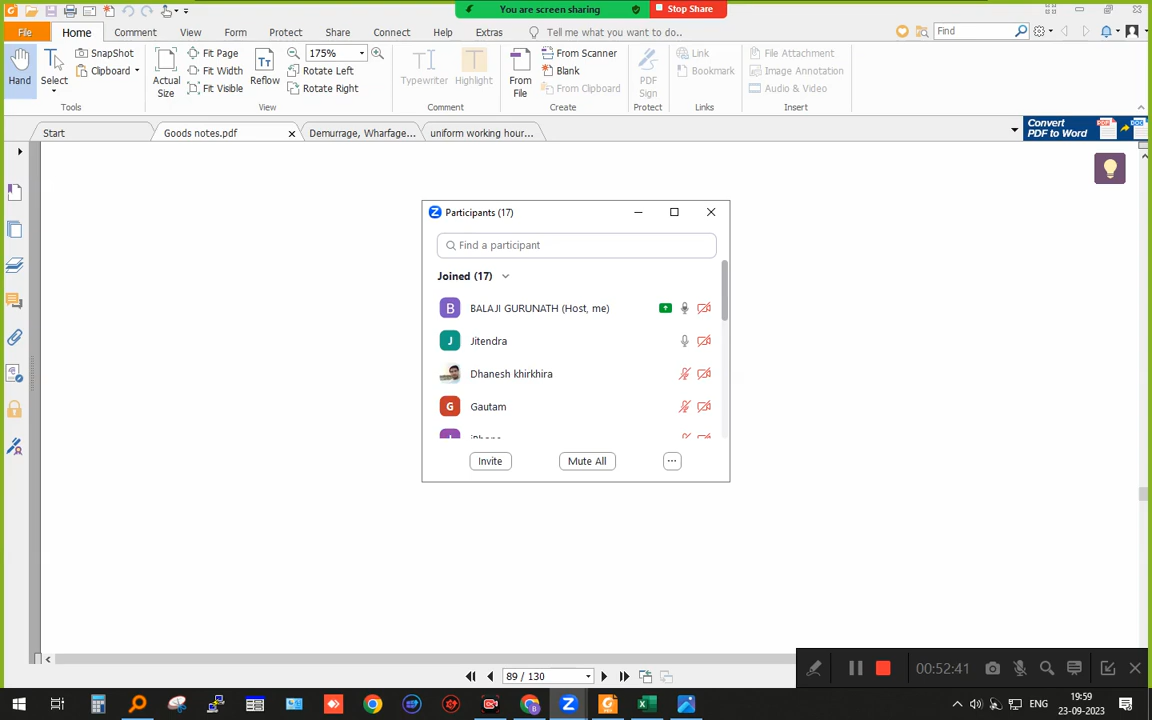 You are screen sharing
Stop Share
File
Home
Comment
View
Form
Protect
Share
Connect
Help
Extras
Tell me what you want to do..
Find
Hand
Select
SnapShot
Clipboard
Tools
Actual
Size
Fit Page
Fit Width
Fit Visible
Reflow
175%
Rotate Left
Rotate Right
View
Typewriter
Highlight
Comment
From
File
From Scanner
Blank
From Clipboard
Create
PDF
Sign
Protect
Link
Bookmark
Links
File Attachment
Image Annotation
Audio & Video
Insert
Start
Goods notes.pdf
Demurrage, Wharfage...
uniform working hour...
Convert
PDF to Word
Participants (17)
Find a participant
Joined (17)
B
BALAJI GURUNATH (Host, me)
J
Jitendra
Dhanesh khirkhira
G
Gautam
Invite
Mute All
...
89 / 130
00:52:41
ENG
19:59
23-09-2023